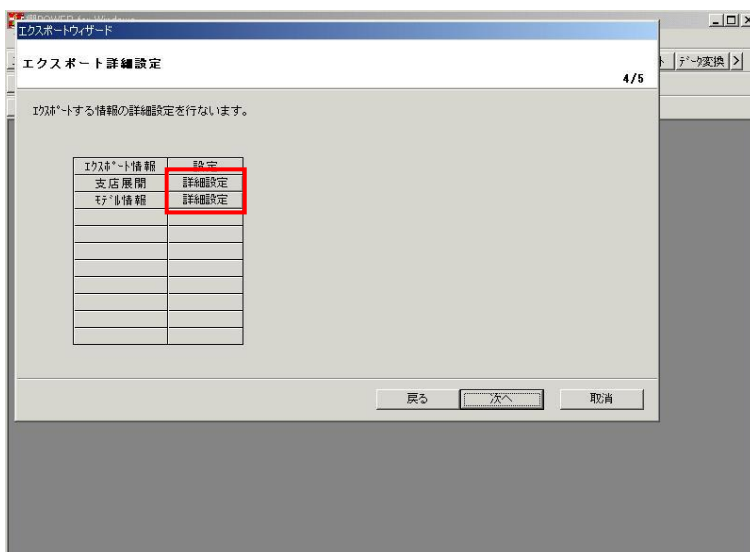 エクスポートウィザード
エクスポート詳細設定
データ変換
4/5
エクスポートする情報の詳細設定を行ないます。
エクスポート情報 設定
支店展開 詳細設定
モデル情報 詳細設定
戻る 次へ 取消